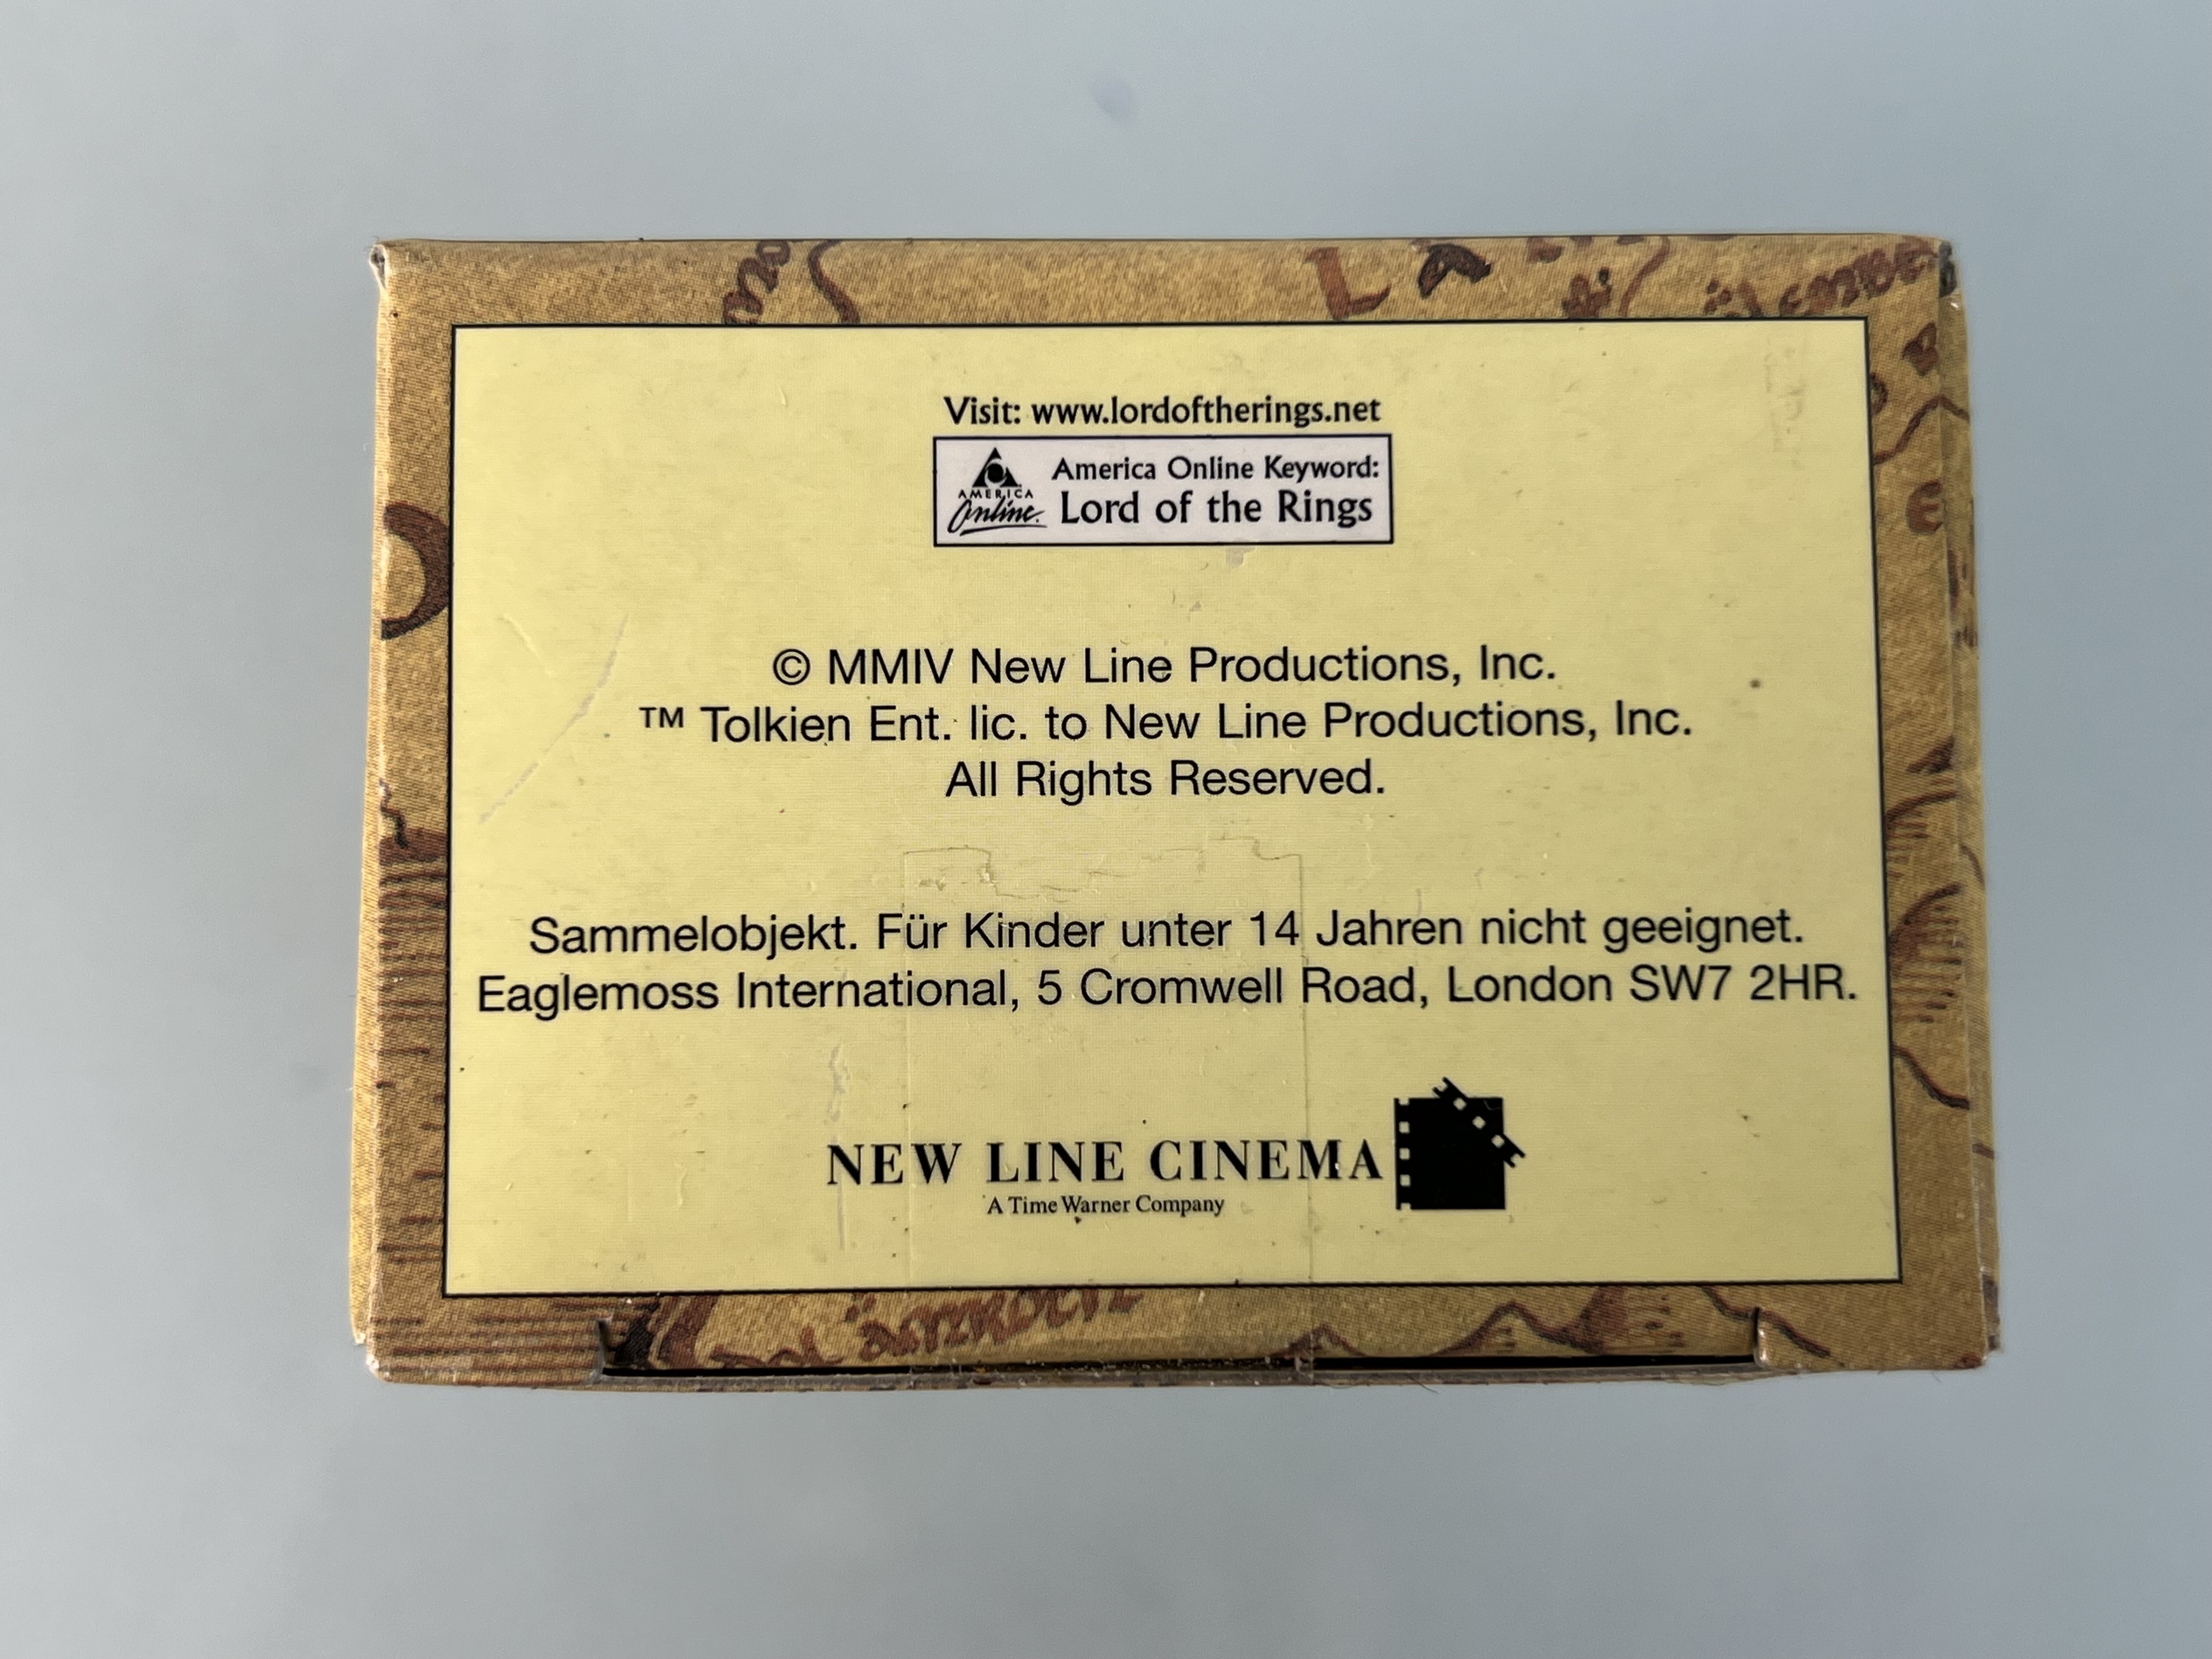 Visit: www.lordoftherings.net
America Online Keyword:
AMERICA
Online. Lord of the Rings
© MMIV New Line Productions, Inc.
™ Tolkien Ent. lic. to New Line Productions, Inc.
All Rights Reserved.
Sammelobjekt. Für Kinder unter 14 Jahren nicht geeignet.
Eaglemoss International, 5 Cromwell Road, London SW7 2HR.
NEW LINE CINEMA
A Time Warner Company